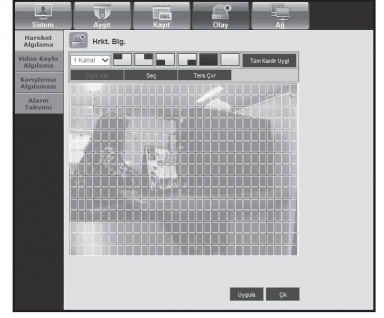 Sistem Aygıt Kayıt Olay Ağ
Hareket Algılama
Video Kaybı Algılama
Karıştırma Algılaması
Alarm Takvimi
Hrkt. Blg.
1 Kanal Tüm Kanlr Uygl
Seç Ters Çvr
Uygula Çık